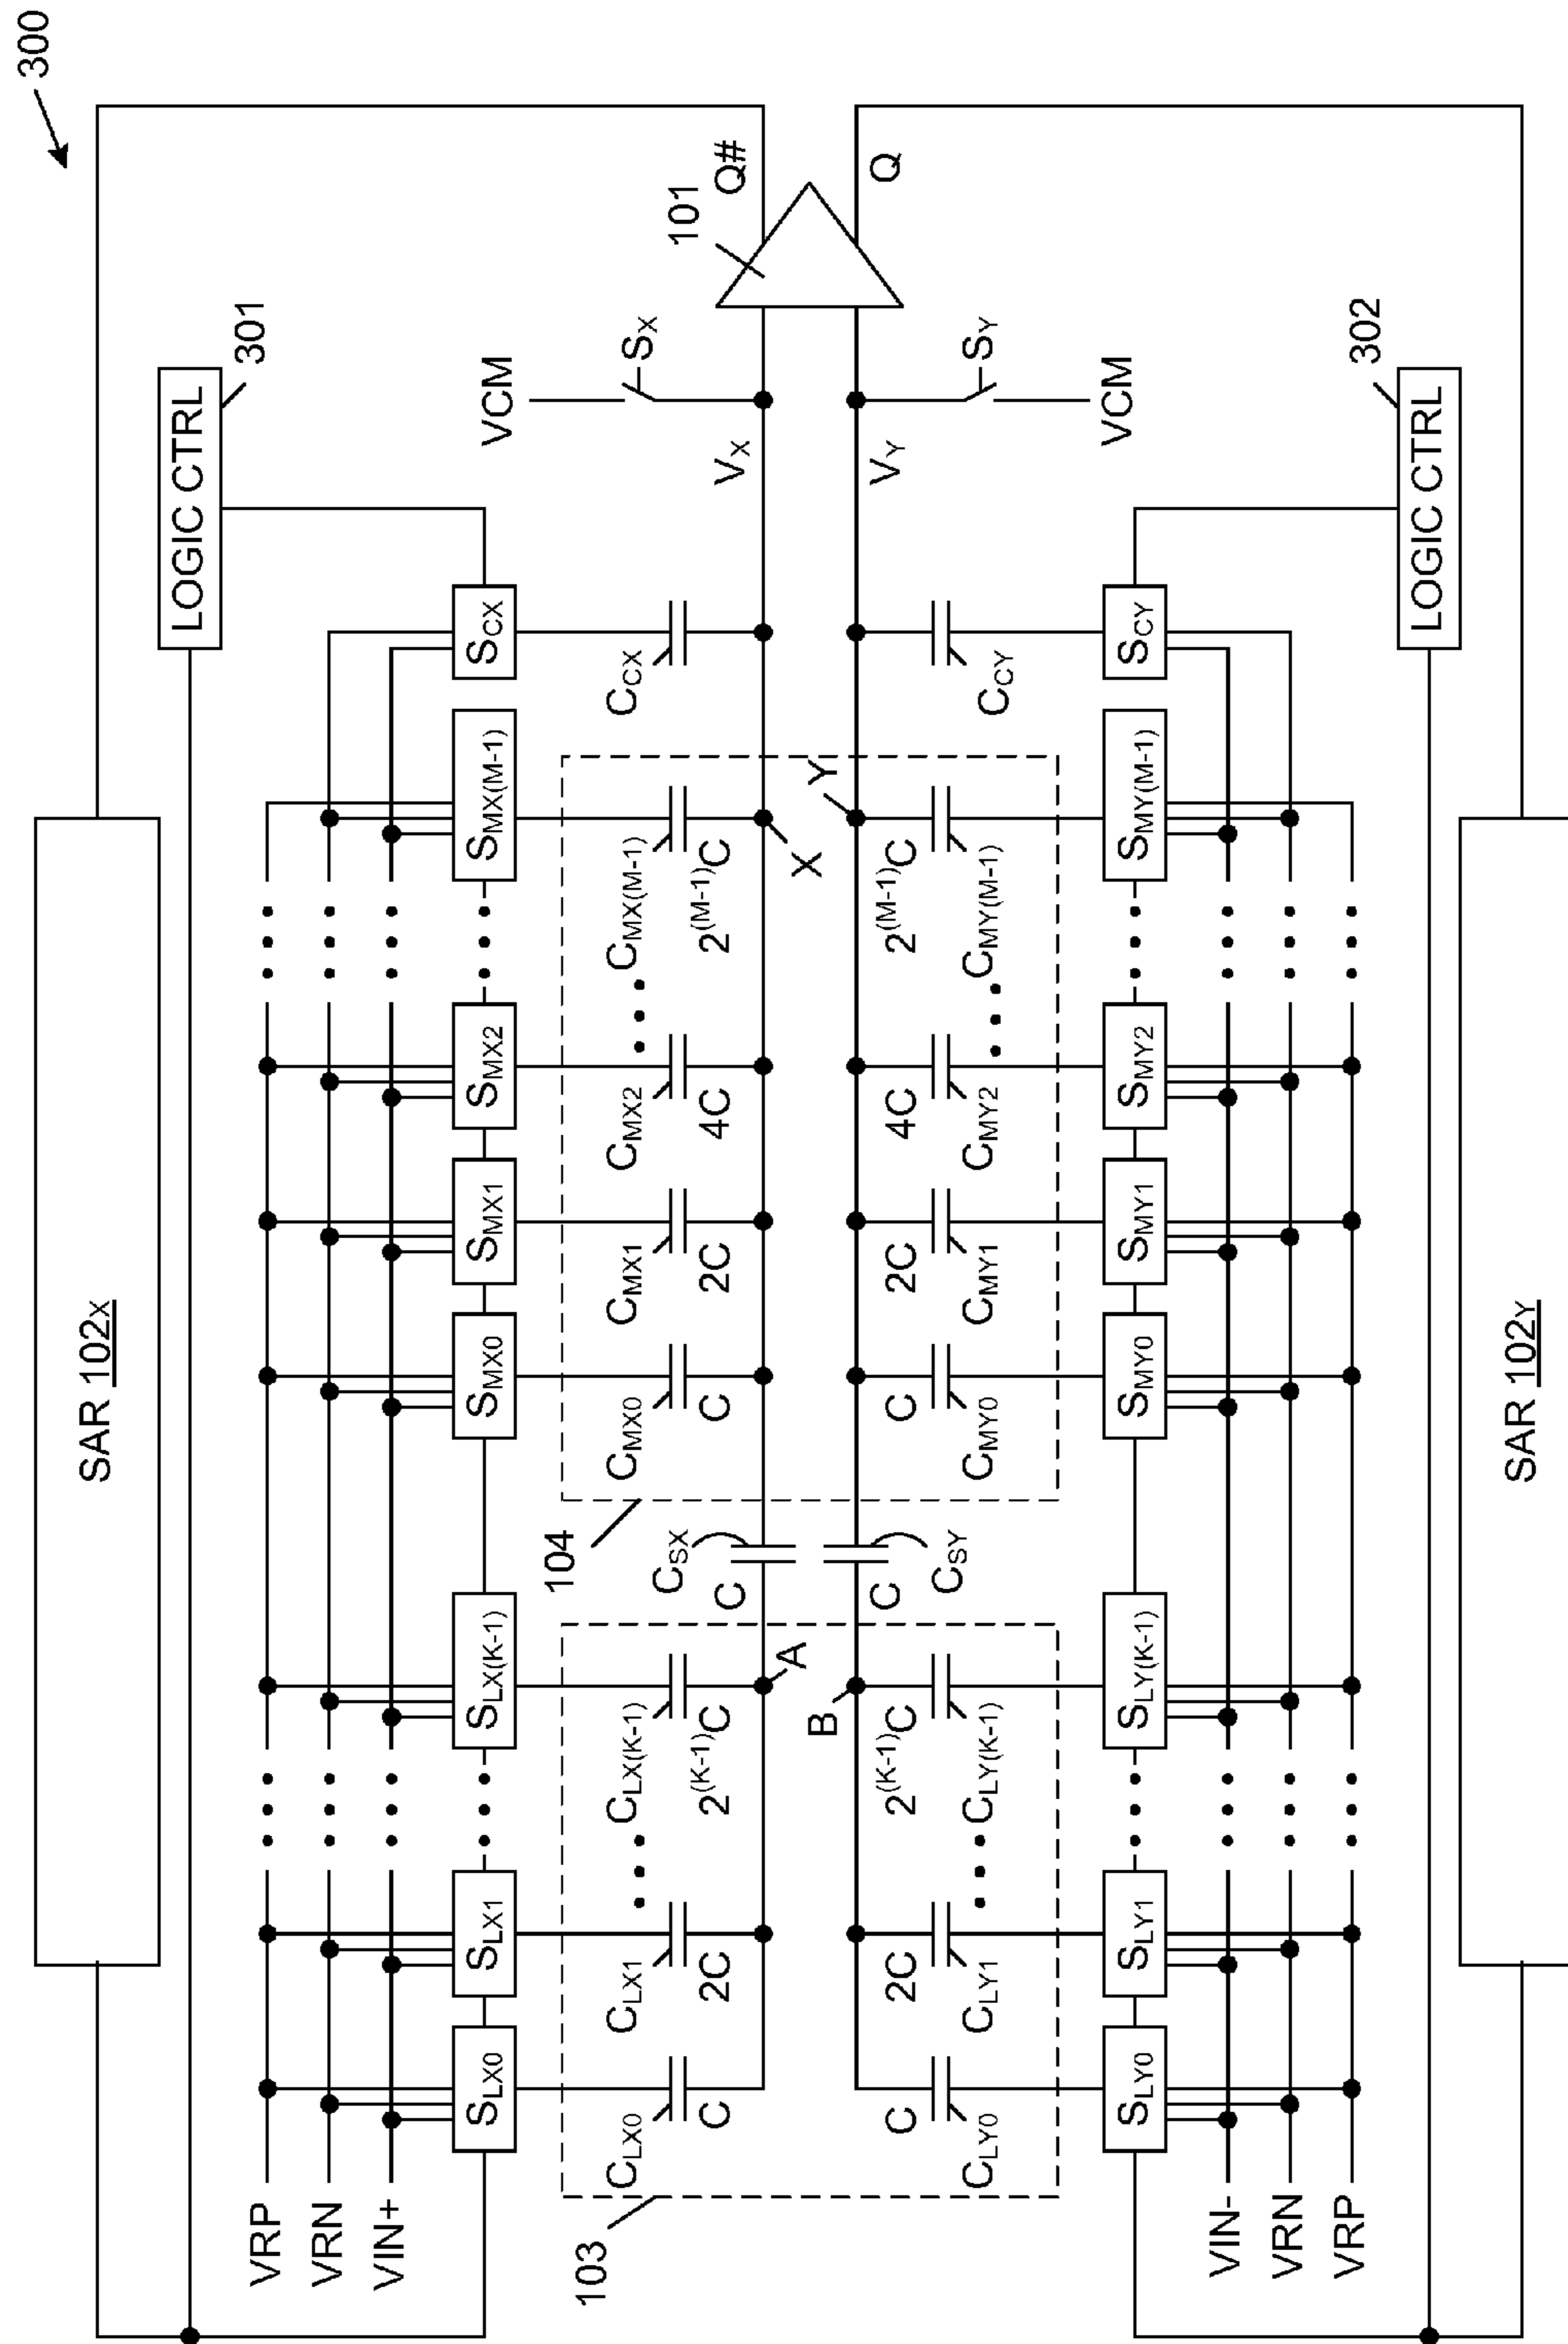 300
SAR 102X
LOGIC CTRL
301
VRP
VRN
VIN+
SLX0
SLX1
SLX(K-1)
SMX0
SMX1
SMX2
SMX(M-1)
SCX
CLX0
C
CLX1
2C
CLX(K-1)
2(K-1)C
CSX
C
CMX0
C
CMX1
2C
CMX2
4C
CMX(M-1)
2(M-1)C
CCX
VCM
SX
VX
103
104
A
X
101
Q#
B
Y
Q
C
CLY0
2C
CLY1
2(K-1)C
CLY(K-1)
C
CSY
C
CMY0
2C
CMY1
4C
CMY2
2(M-1)C
CMY(M-1)
CCY
VY
SY
VCM
SLY0
SLY1
SLY(K-1)
SMY0
SMY1
SMY2
SMY(M-1)
SCY
VIN-
VRN
VRP
302
LOGIC CTRL
SAR 102Y